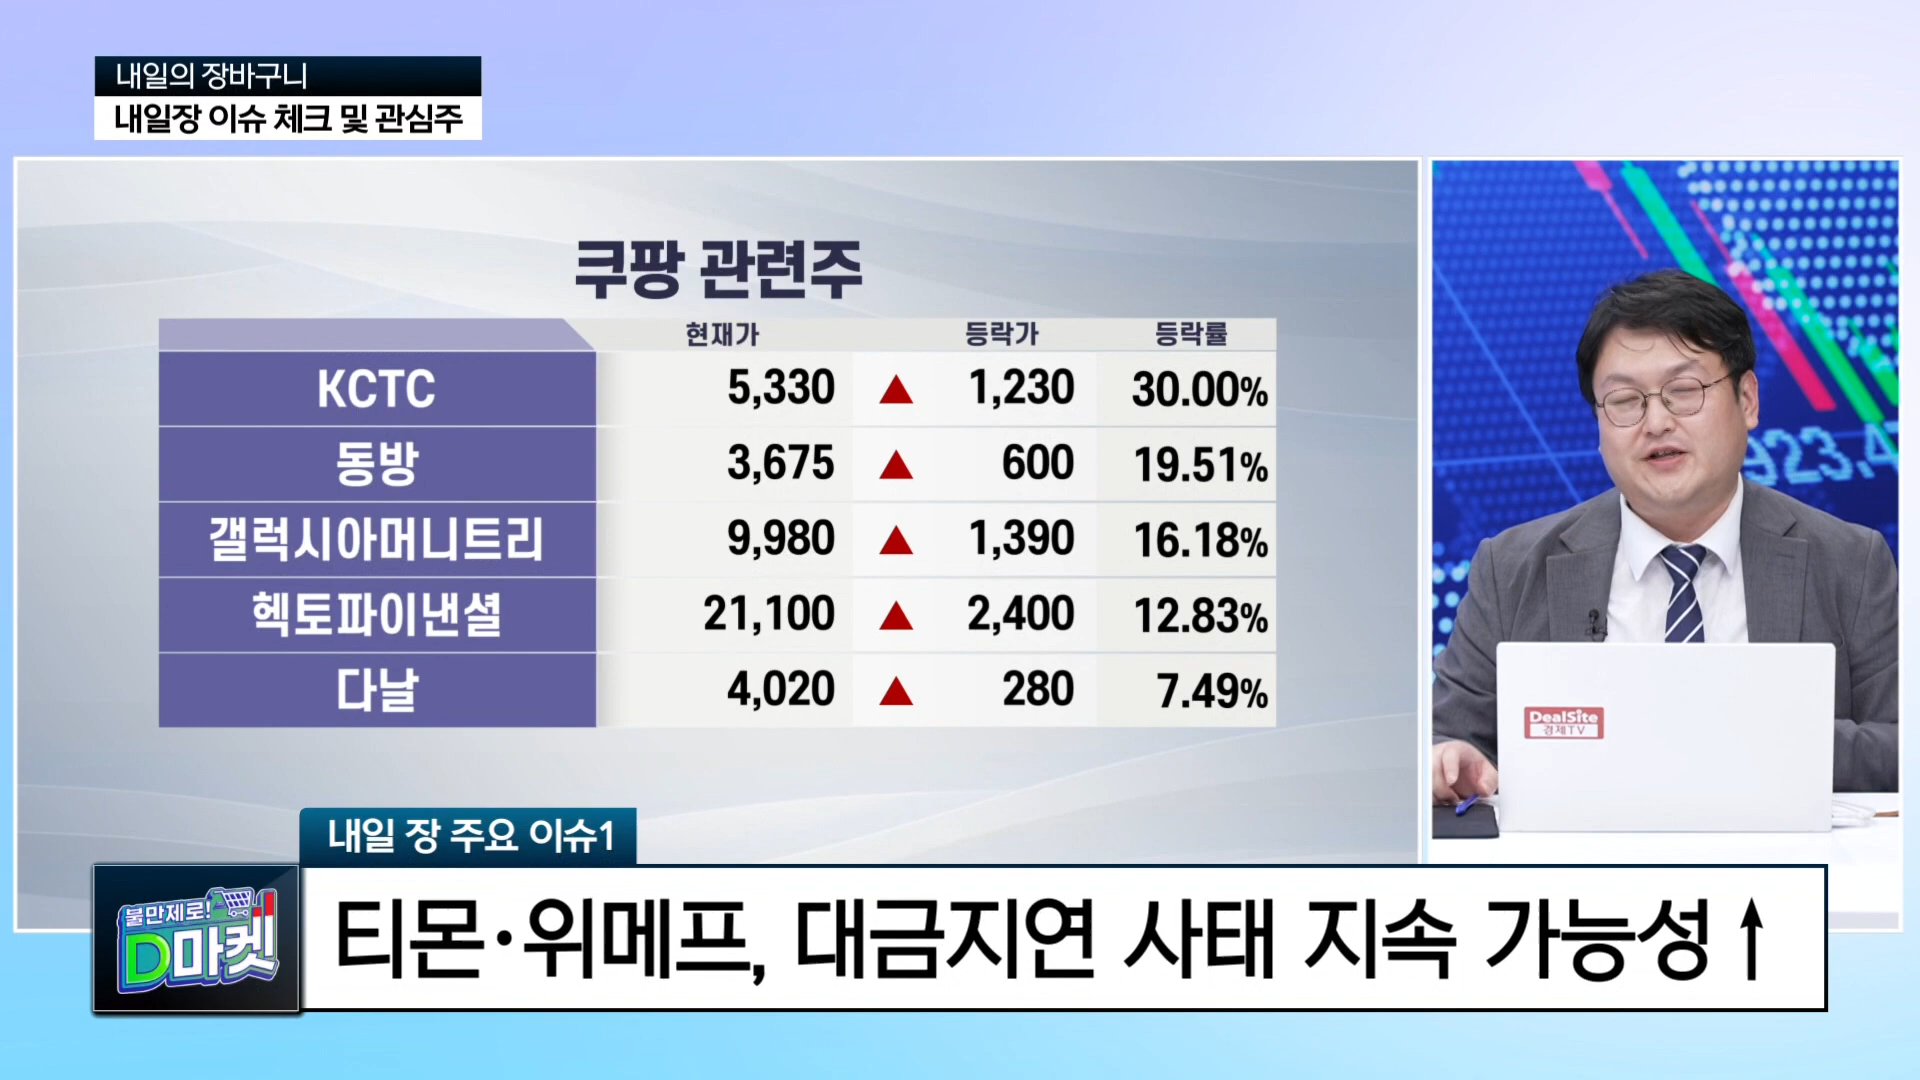 내일의 장바구니
내일장 이슈 체크 및 관심주
쿠팡 관련주
현재가 등락가 등락률
KCTC 5,330 ▲ 1,230 30.00%
동방 3,675 ▲ 600 19.51%
갤럭시아머니트리 9,980 ▲ 1,390 16.18%
헥토파이낸셜 21,100 ▲ 2,400 12.83%
다날 4,020 ▲ 280 7.49%
923.4
DealSite
경제TV
내일 장 주요 이슈1
불만제로!
D마켓
티몬·위메프, 대금지연 사태 지속 가능성↑